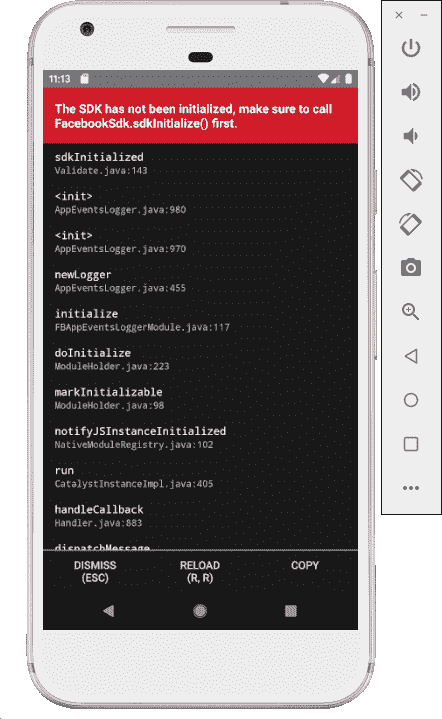 11:13
The SDK has not been initialized, make sure to call
FacebookSdk.sdkInitialize() first.
sdkInitialized
Validate.java:143
<init>
AppEventsLogger.java:980
<init>
AppEventsLogger.java:970
newLogger
AppEventsLogger.java:455
initialize
FBAppEventsLoggerModule.java:117
doInitialize
ModuleHolder.java:223
markInitializable
ModuleHolder.java:98
notifyJSInstanceInitialized
NativeModuleRegistry.java:102
run
CatalystInstanceImpl.java:405
handleCallback
Handler.java:883
dispatchMessage
DISMISS
(ESC)
RELOAD
(R, R)
COPY